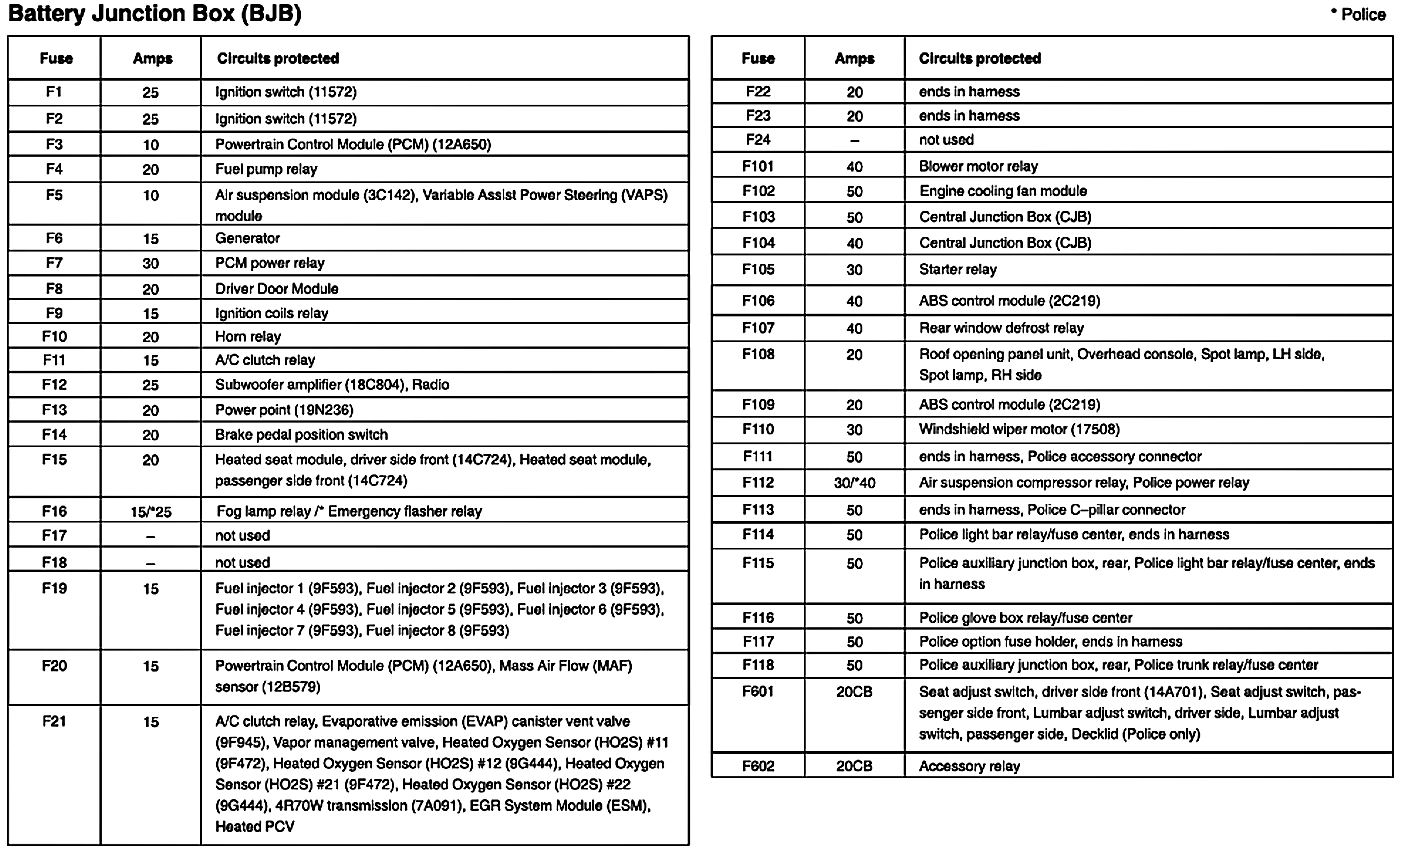 Battery Junction Box (BJB)
* Police
Fuse Amps Circuits protected
F1 25 Ignition switch (11572)
F2 25 Ignition switch (11572)
F3 10 Powertrain Control Module (PCM) (12A650)
F4 20 Fuel pump relay
F5 10 Air suspension module (3C142), Variable Assist Power Steering (VAPS)
module
F6 15 Generator
F7 30 PCM power relay
F8 20 Driver Door Module
F9 15 Ignition coils relay
F10 20 Horn relay
F11 15 A/C clutch relay
F12 25 Subwoofer amplifier (18C804), Radio
F13 20 Power point (19N236)
F14 20 Brake pedal position switch
F15 20 Heated seat module, driver side front (14C724), Heated seat module,
passenger side front (14C724)
F16 15/*25 Fog lamp relay /* Emergency flasher relay
F17 – not used
F18 – not used
F19 15 Fuel injector 1 (9F593), Fuel injector 2 (9F593), Fuel injector 3 (9F593),
Fuel injector 4 (9F593), Fuel injector 5 (9F593), Fuel injector 6 (9F593),
Fuel injector 7 (9F593), Fuel injector 8 (9F593)
F20 15 Powertrain Control Module (PCM) (12A650), Mass Air Flow (MAF)
sensor (12B579)
F21 15 A/C clutch relay, Evaporative emission (EVAP) canister vent valve
(9F945), Vapor management valve, Heated Oxygen Sensor (HO2S) #11
(9F472), Heated Oxygen Sensor (HO2S) #12 (9G444), Heated Oxygen
Sensor (HO2S) #21 (9F472), Heated Oxygen Sensor (HO2S) #22
(9G444), 4R70W transmission (7A091), EGR System Module (ESM),
Heated PCV
Fuse Amps Circuits protected
F22 20 ends in harness
F23 20 ends in harness
F24 – not used
F101 40 Blower motor relay
F102 50 Engine cooling fan module
F103 50 Central Junction Box (CJB)
F104 40 Central Junction Box (CJB)
F105 30 Starter relay
F106 40 ABS control module (2C219)
F107 40 Rear window defrost relay
F108 20 Roof opening panel unit, Overhead console, Spot lamp, LH side,
Spot lamp, RH side
F109 20 ABS control module (2C219)
F110 30 Windshield wiper motor (17508)
F111 50 ends in harness, Police accessory connector
F112 30/*40 Air suspension compressor relay, Police power relay
F113 50 ends in harness, Police C–pillar connector
F114 50 Police light bar relay/fuse center, ends in harness
F115 50 Police auxiliary junction box, rear, Police light bar relay/fuse center, ends
in harness
F116 50 Police glove box relay/fuse center
F117 50 Police option fuse holder, ends in harness
F118 50 Police auxiliary junction box, rear, Police trunk relay/fuse center
F601 20CB Seat adjust switch, driver side front (14A701), Seat adjust switch, pas-
senger side front, Lumbar adjust switch, driver side, Lumbar adjust
switch, passenger side, Decklid (Police only)
F602 20CB Accessory relay